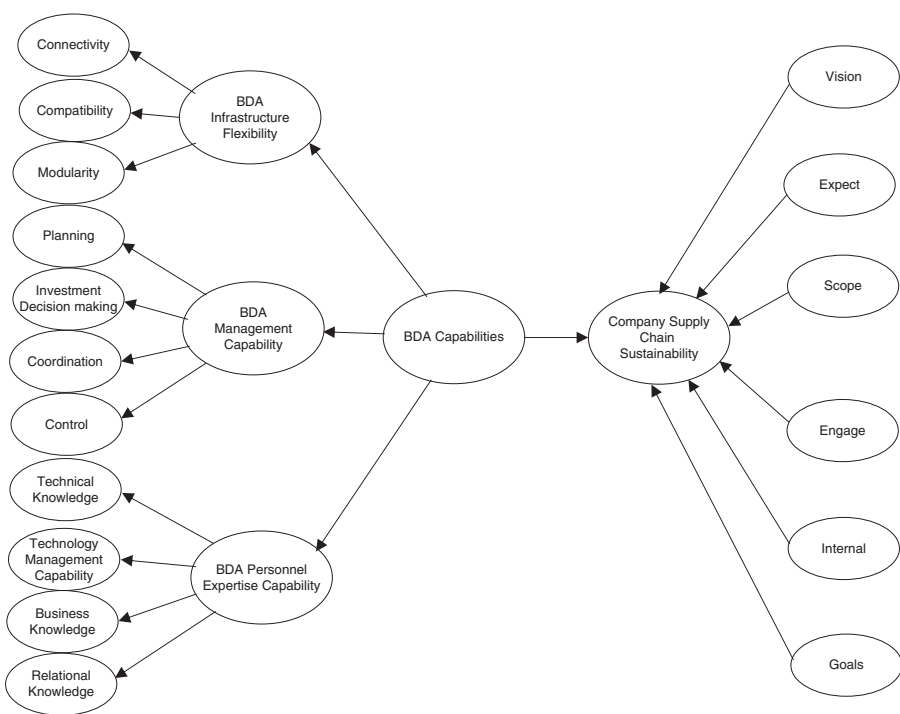 Connectivity
Compatibility
Modularity
BDA
Infrastructure
Flexibility
Planning
Investment
Decision making
Coordination
Control
BDA
Management
Capability
Technical
Knowledge
Technology
Management
Capability
Business
Knowledge
Relational
Knowledge
BDA Personnel
Expertise Capability
BDA Capabilities
Company Supply
Chain
Sustainability
Vision
Expect
Scope
Engage
Internal
Goals